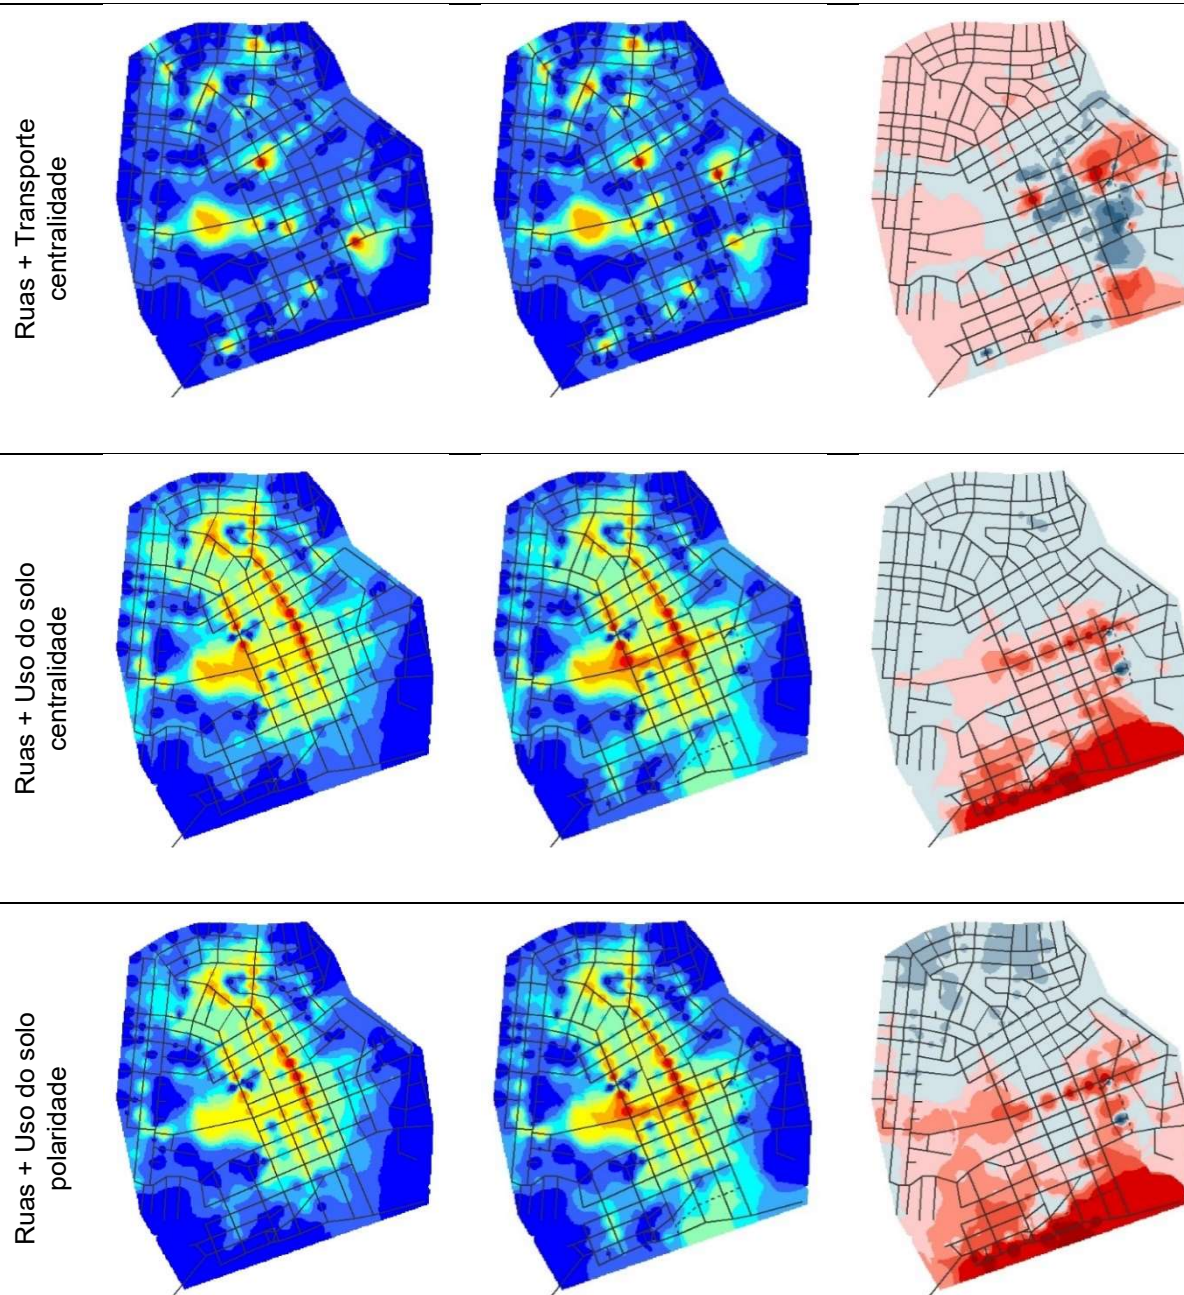 Ruas + Transporte
centralidade
Ruas + Uso do solo
centralidade
Ruas + Uso do solo
polaridade